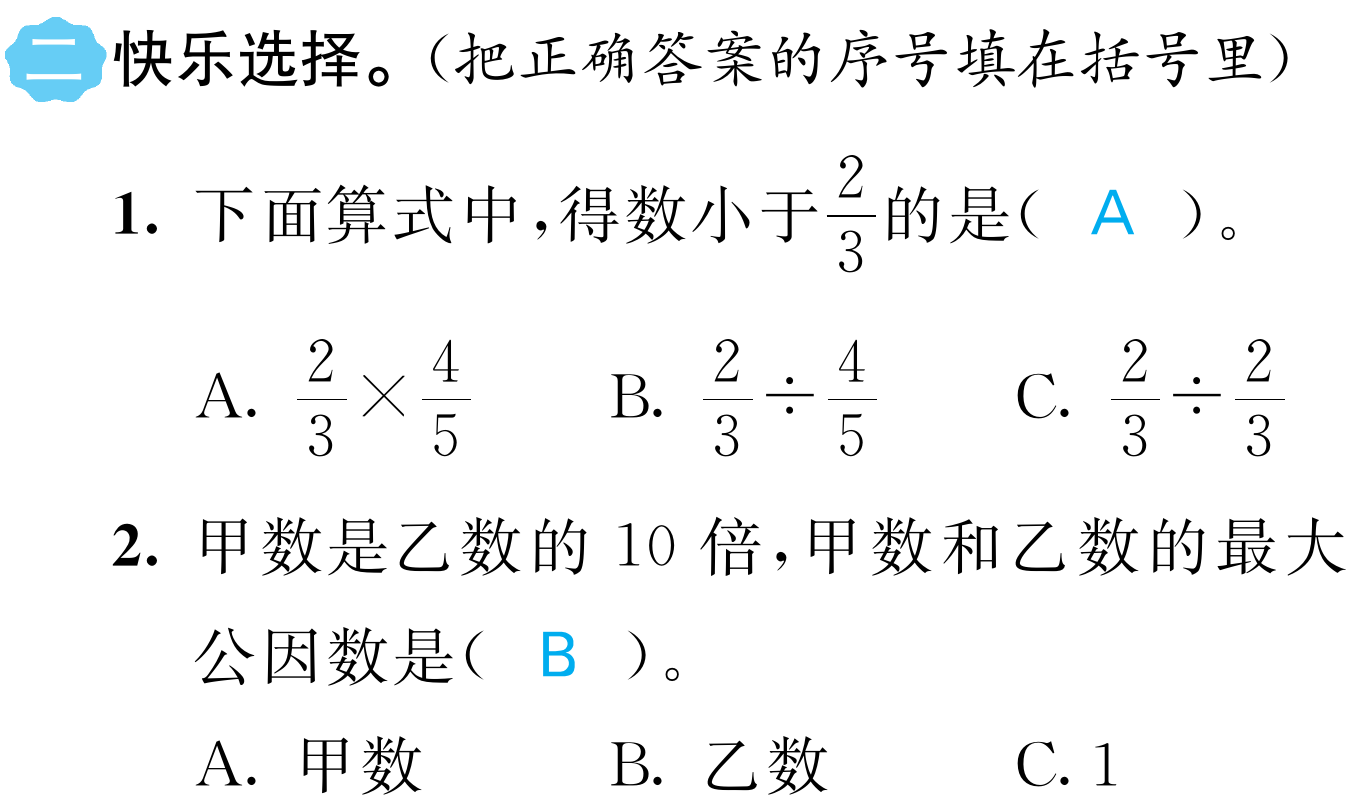 二 快乐选择。(把正确答案的序号填在括号里)
1. 下面算式中,得数小于2/3的是( A )。
A. 2/3×4/5 B. 2/3÷4/5 C. 2/3÷2/3
2. 甲数是乙数的 10 倍,甲数和乙数的最大
公因数是( B )。
A. 甲数 B. 乙数 C. 1